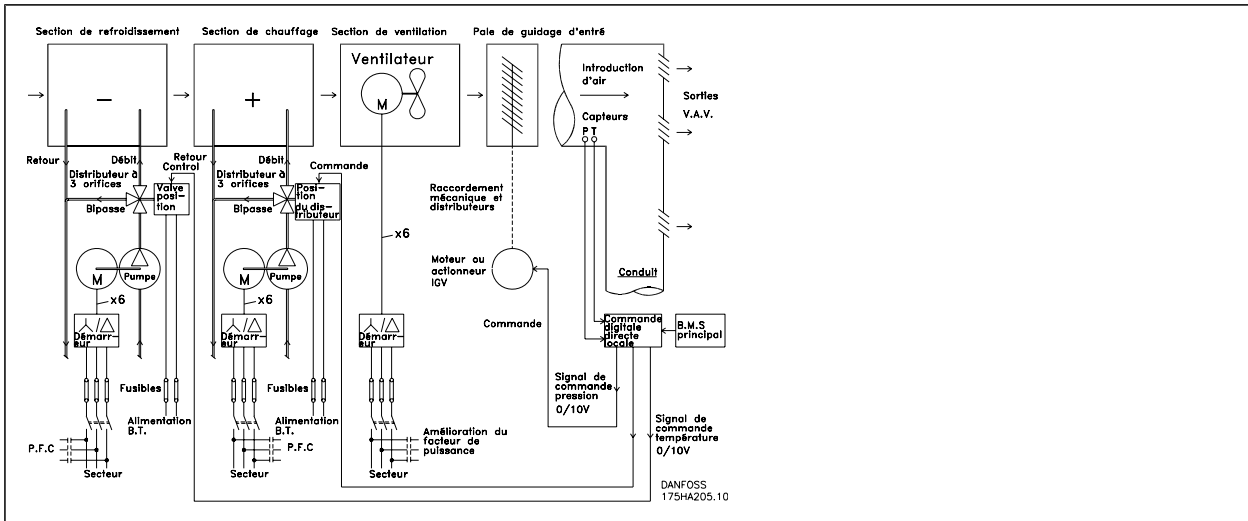 Section de refroidissement
Section de chauffage
Section de ventilation
Pale de guidage d'entré
Ventilateur
Introduction
d'air
Sorties
V.A.V.
Capteurs
P T
–
+
M
Retour
Débit
Retour
Control
Débit
Commande
Distributeur à
3 orifices
Valve
posi-
tion
Bipasse
Distributeur à
3 orifices
Posi-
tion
du dis-
tributeur
Bipasse
Raccordement
mécanique et
distributeurs
x6
M
Pumpe
M
Pumpe
Moteur ou
actionneur
IGV
Conduit
x6
x6
Commande
Démarr-
eur
Démarr-
eur
Démarr-
eur
Commande
digitale
directe
locale
B.M.S
principal
Fusibles
Fusibles
Signal de
commande
pression
0/10V
Alimentation
B.T.
Alimentation
B.T.
Signal de
commande
température
0/10V
P.F.C
P.F.C
Amélioration du
facteur de
puissance
Secteur
Secteur
Secteur
DANFOSS
175HA205.10